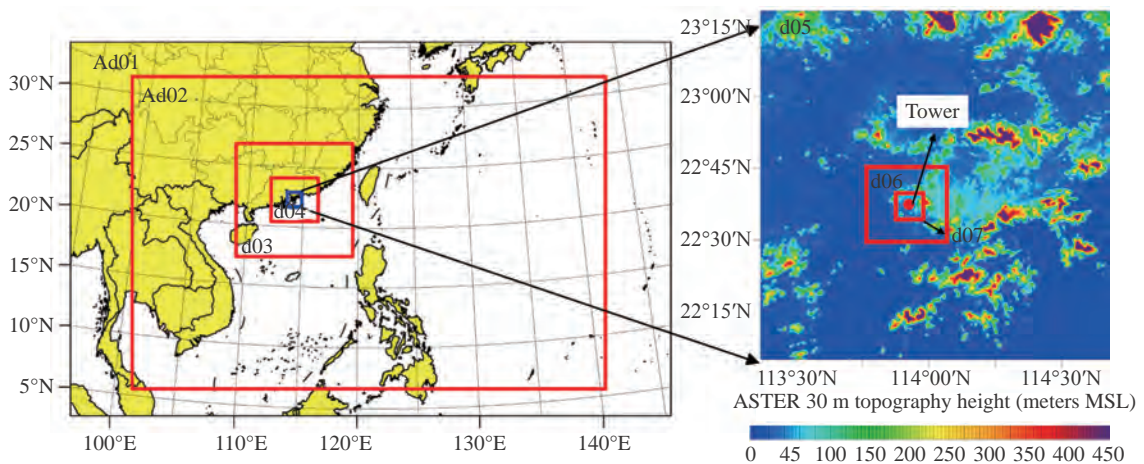 Ad01
Ad02
d03
d04
30°N
25°N
20°N
15°N
10°N
5°N
100°E
110°E
120°E
130°E
140°E
23°15'N
23°00'N
22°45'N
22°30'N
22°15'N
d05
Tower
d06
d07
113°30'N
114°00'N
114°30'N
ASTER 30 m topography height (meters MSL)
0 45 100 150 200 250 300 350 400 450